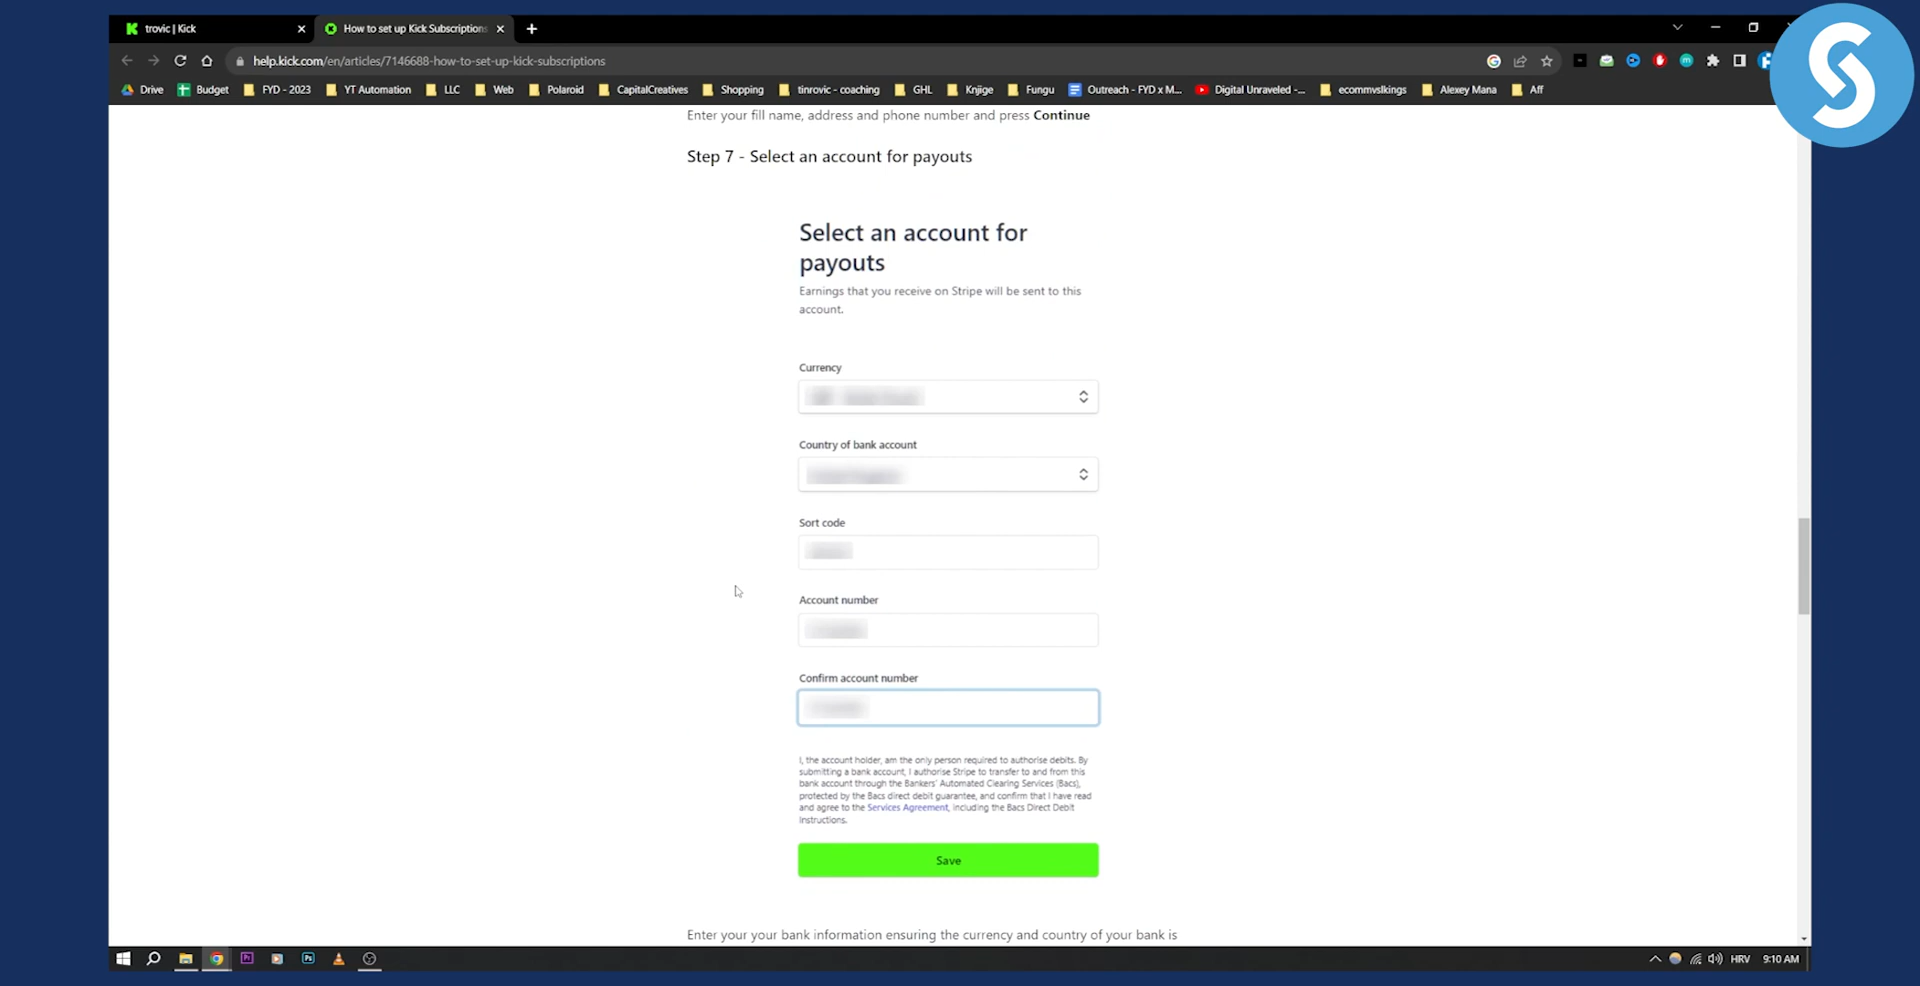 trovic | Kick
How to set up Kick Subscriptions
help.kick.com/en/articles/7146688-how-to-set-up-kick-subscriptions
Drive Budget FYD - 2023 YT Automation LLC Web Polaroid CapitalCreatives Shopping tinrovic - coaching GHL Knjige Fungu Outreach - FYD x M... Digital Unraveled -... ecommvslkings Alexey Mana Aff
Enter your fill name, address and phone number and press Continue
Step 7 - Select an account for payouts
Select an account for
payouts
Earnings that you receive on Stripe will be sent to this
account.
Currency
Country of bank account
Sort code
Account number
Confirm account number
I, the account holder, am the only person required to authorise debits. By
submitting a bank account, I authorise Stripe to transfer to and from this
bank account through the Bankers' Automated Clearing Services (Bacs),
protected by the Bacs direct debit guarantee, and confirm that I have read
and agree to the Services Agreement, including the Bacs Direct Debit
Instructions.
Save
Enter your your bank information ensuring the currency and country of your bank is
Pr Ps HRV 9:10 AM